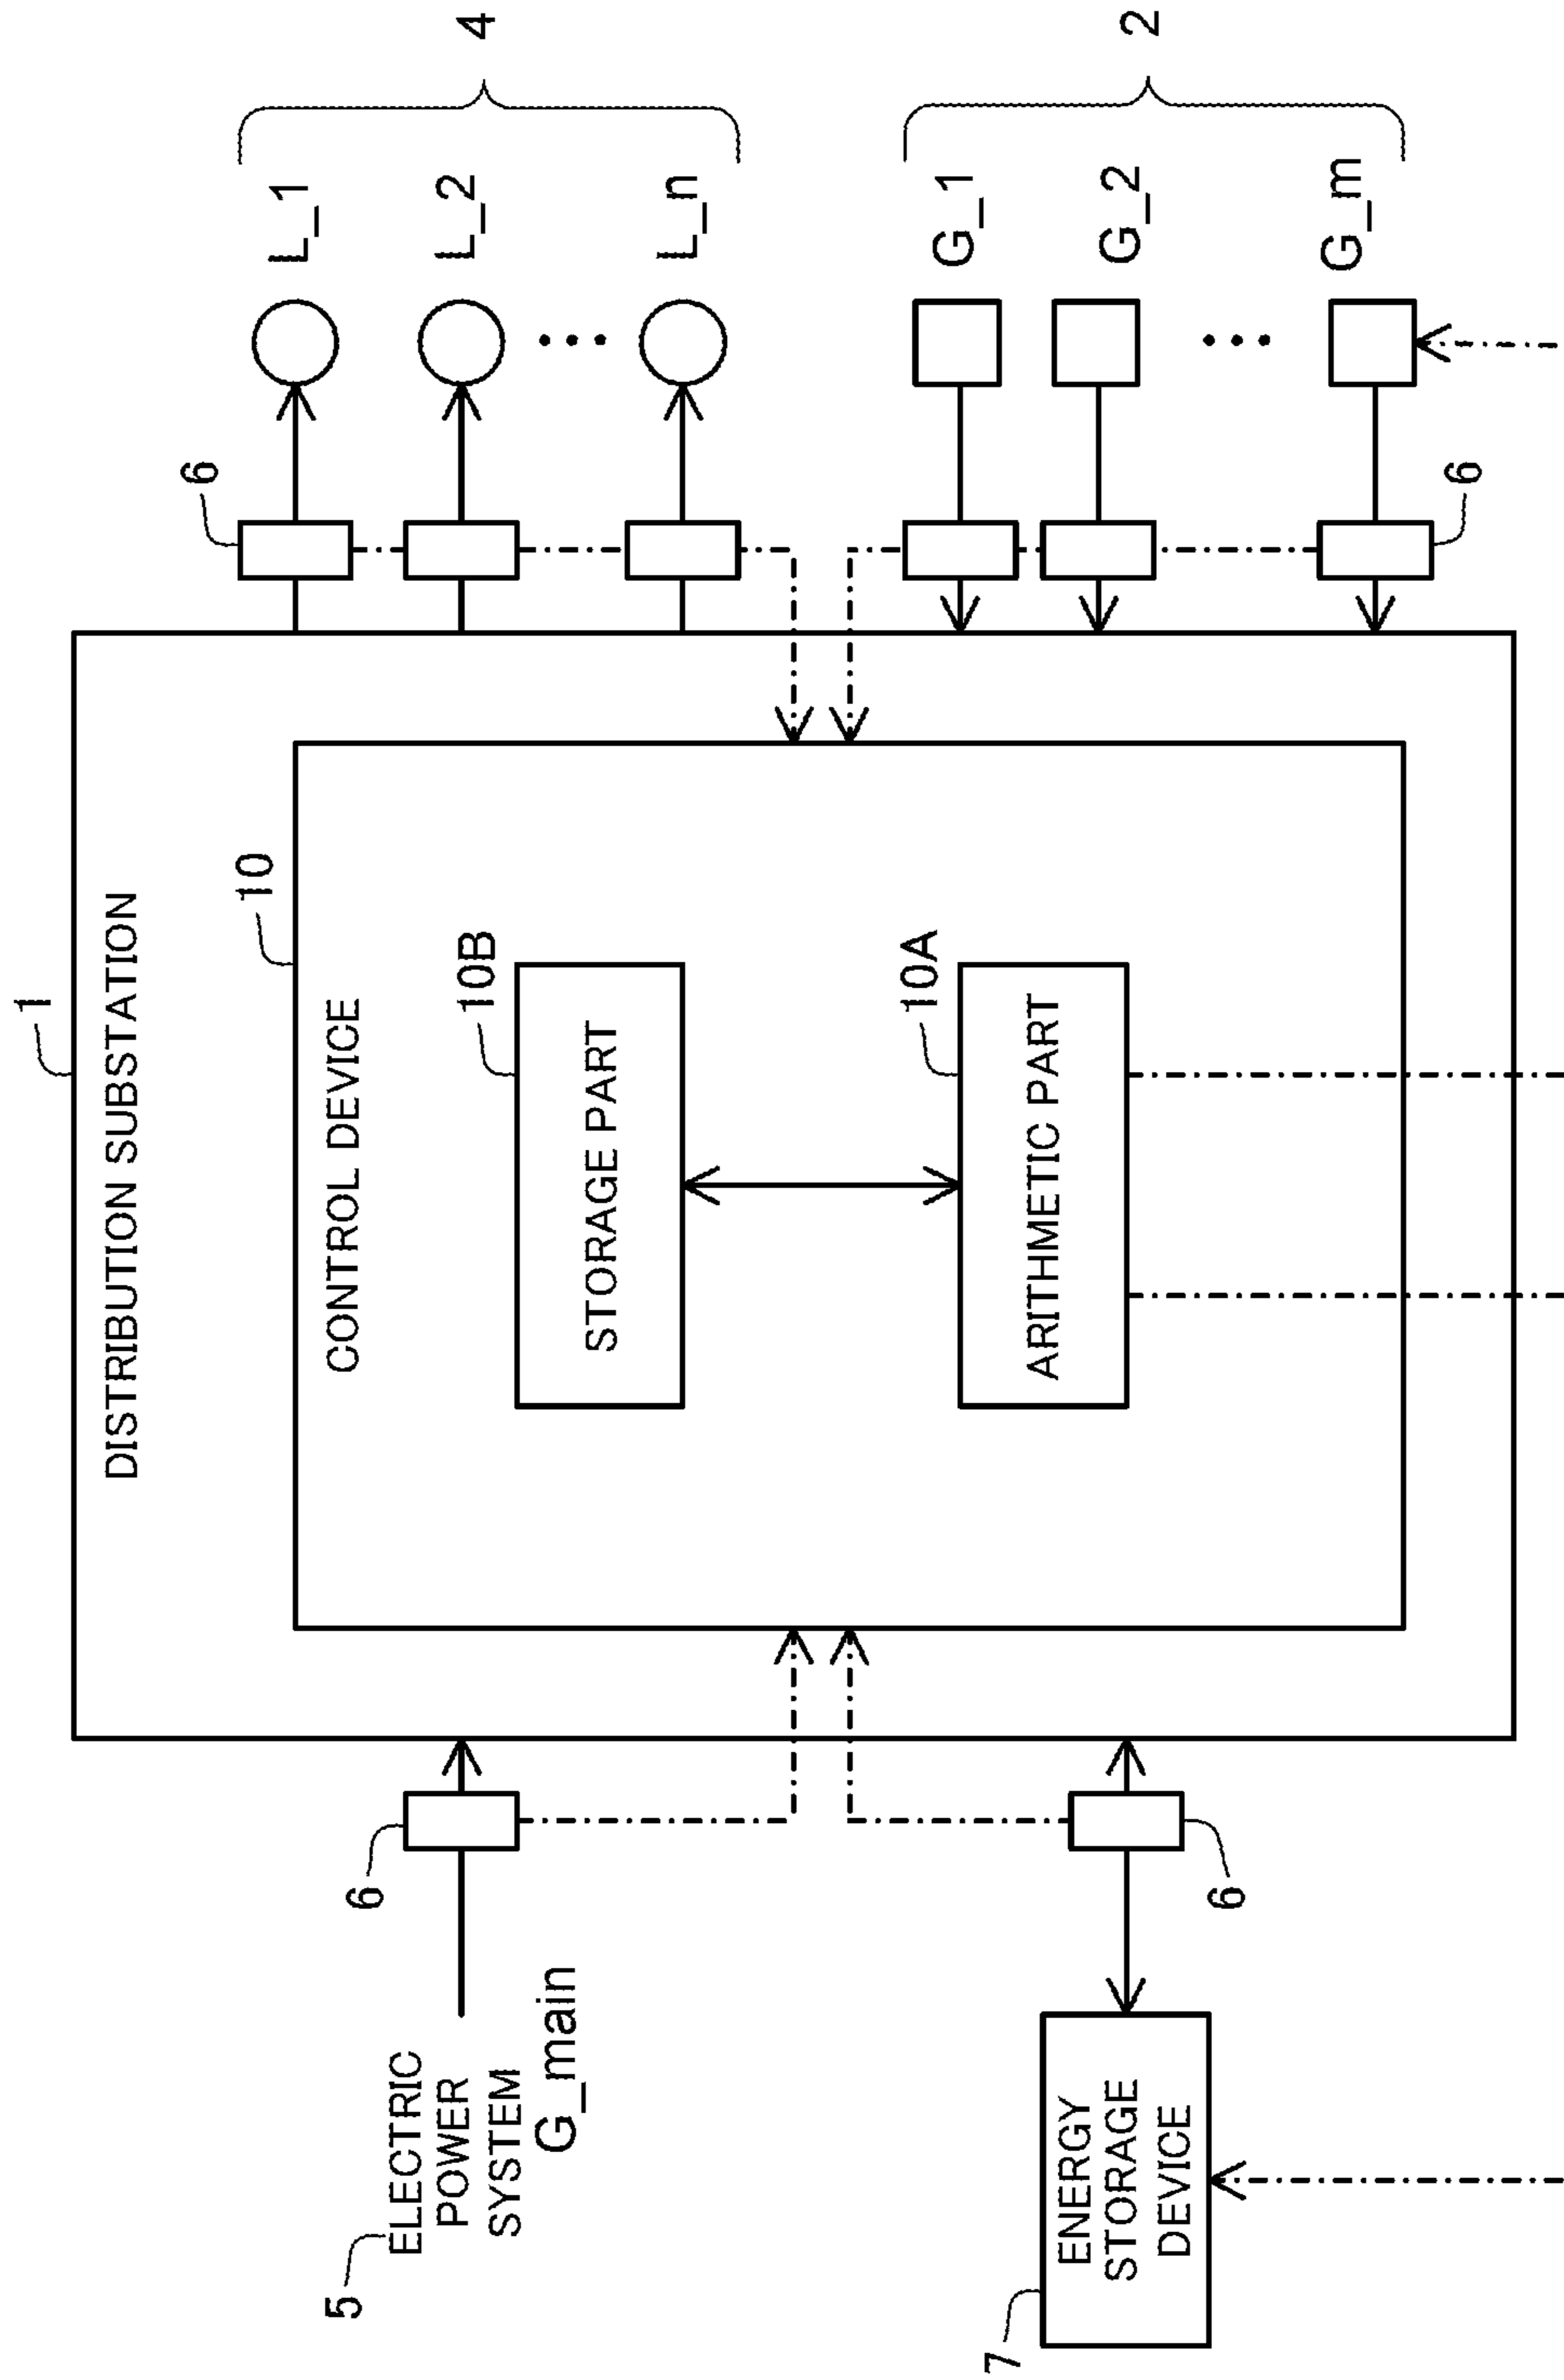 1
DISTRIBUTION SUBSTATION
10
CONTROL DEVICE
10B
STORAGE PART
10A
ARITHMETIC PART
5
ELECTRIC
POWER
SYSTEM
G_main
6
6
7
ENERGY
STORAGE
DEVICE
6
L_1
L_2
L_n
4
G_1
G_2
G_m
2
6